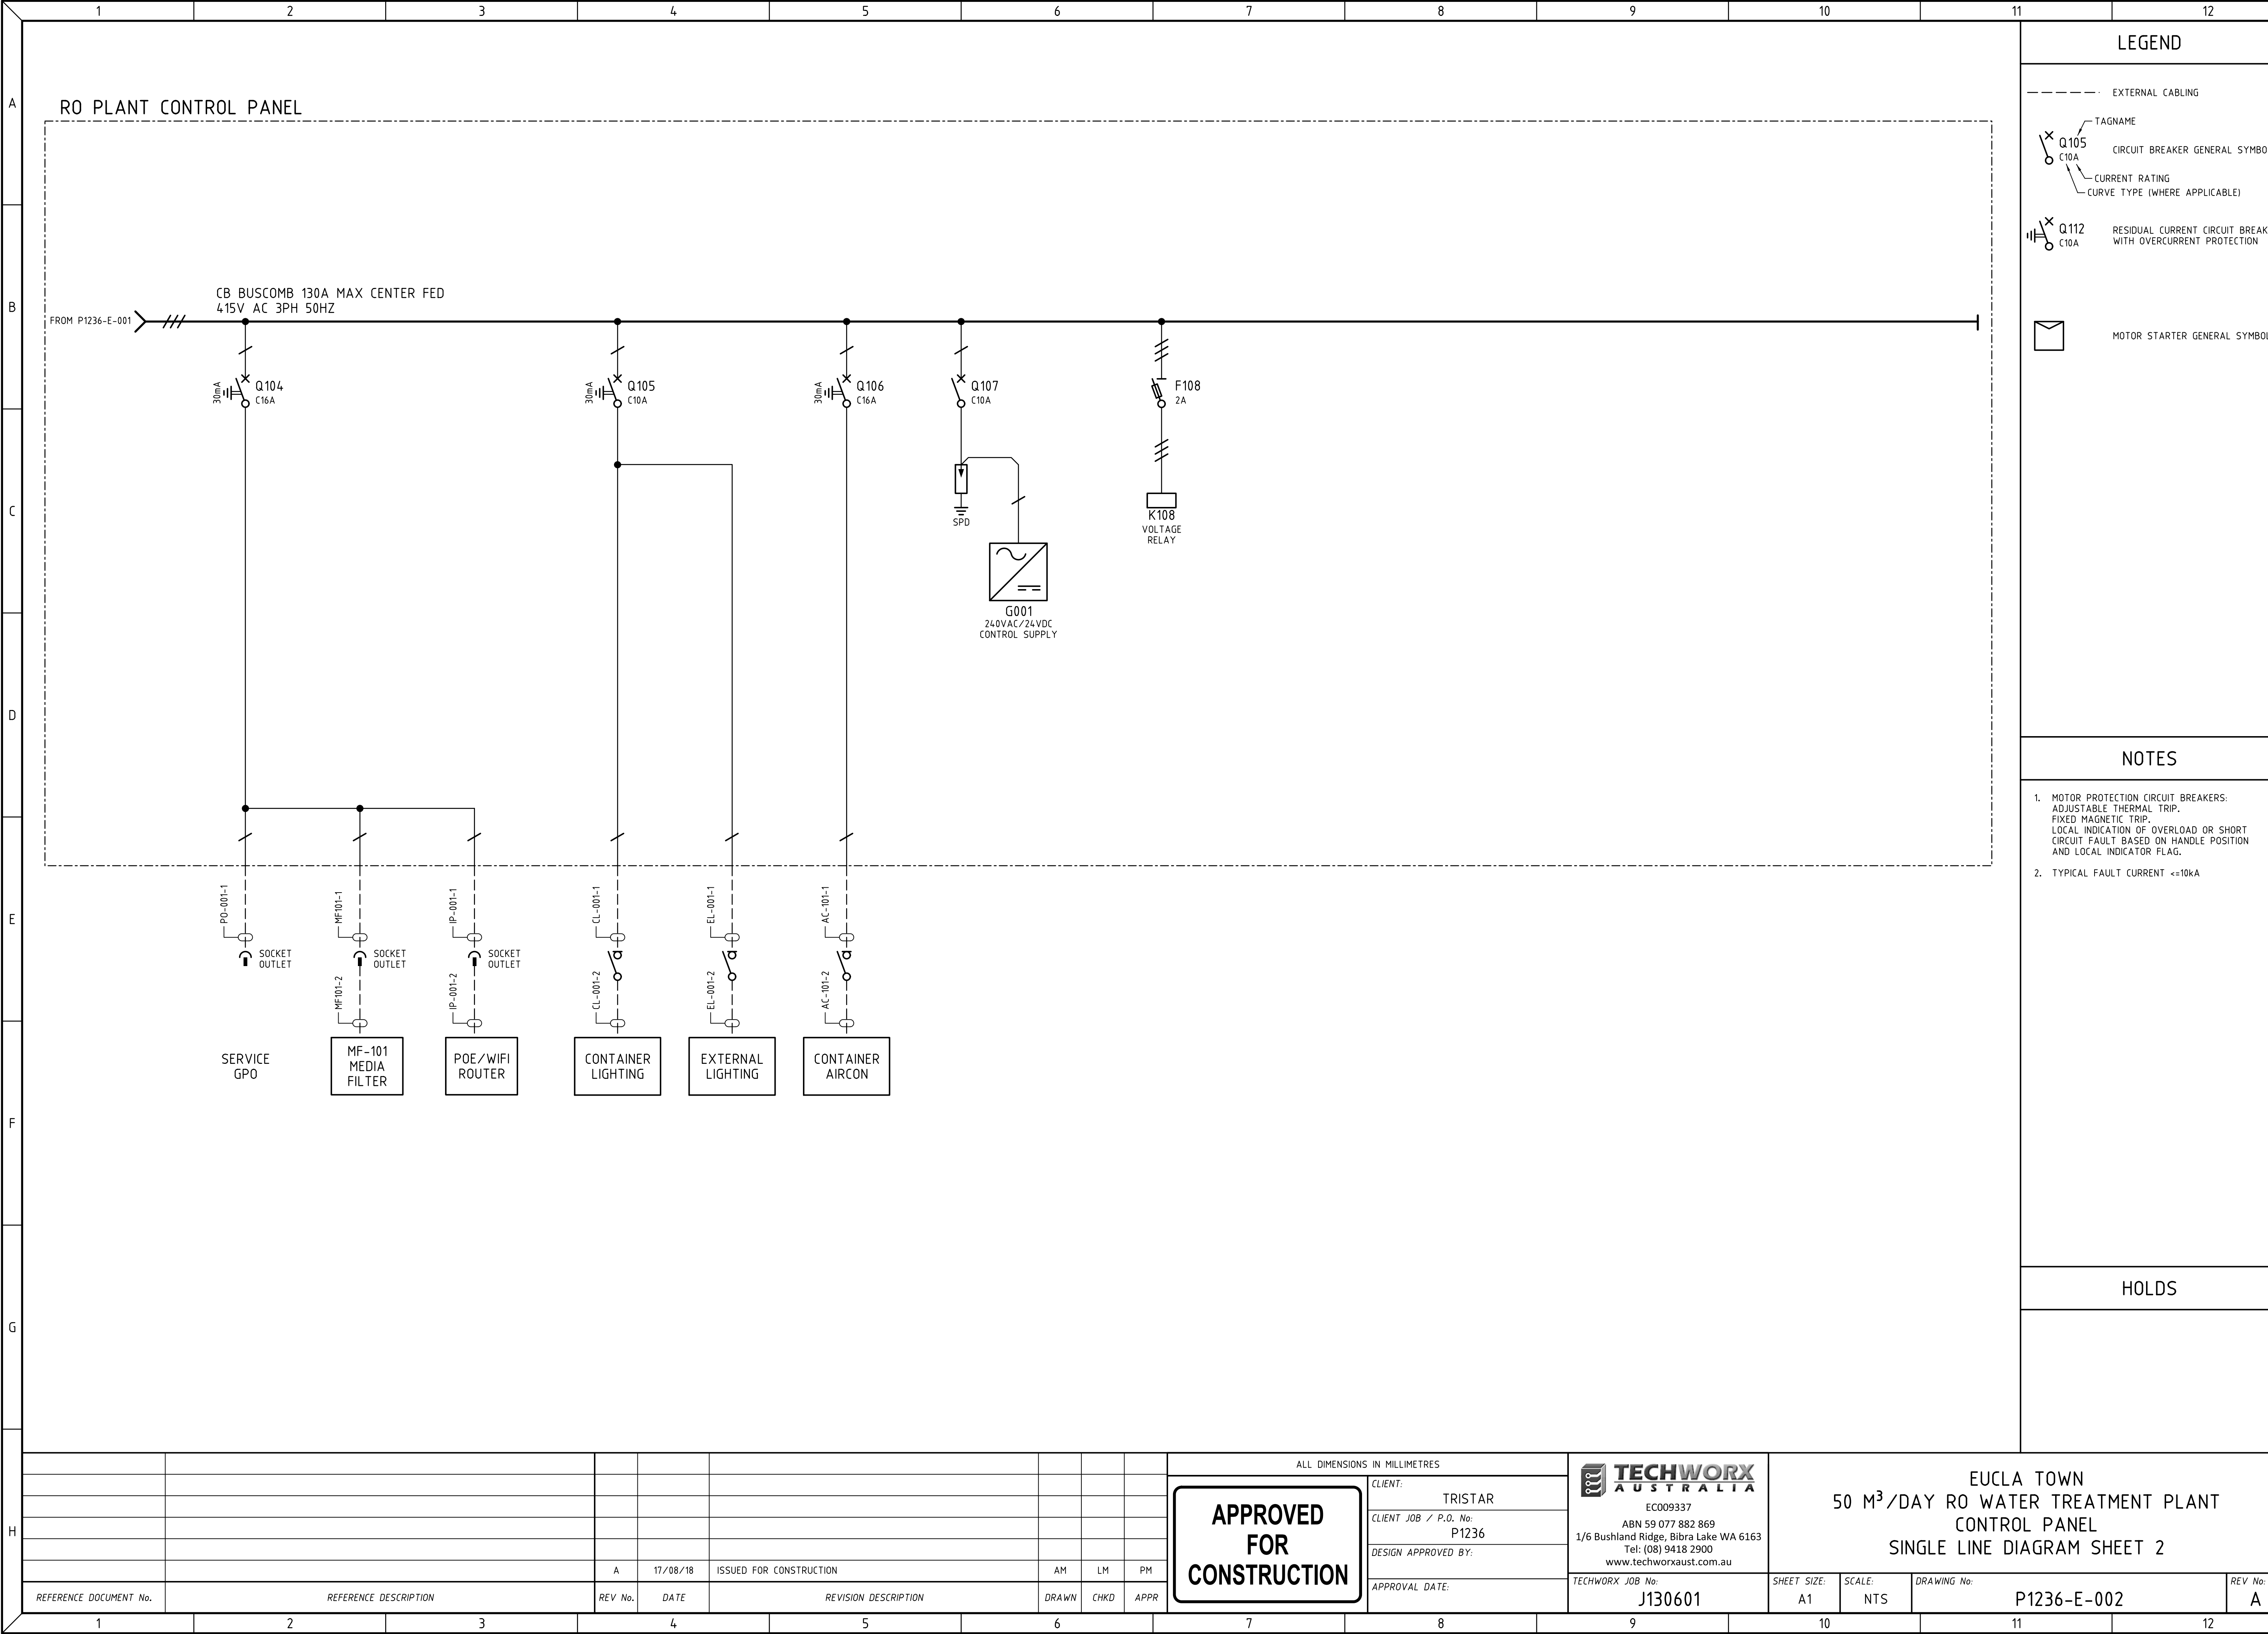 1 2 3 4 5 6 7 8 9 10 11 12
A
B
C
D
E
F
G
H
RO PLANT CONTROL PANEL
CB BUSCOMB 130A MAX CENTER FED
415V AC 3PH 50HZ
FROM P1236-E-001
30mA
Q104
C16A
30mA
Q105
C10A
30mA
Q106
C16A
Q107
C10A
F108
2A
SPD
K108
VOLTAGE
RELAY
G001
240VAC/24VDC
CONTROL SUPPLY
PO-001-1
MF101-1
IP-001-1
CL-001-1
EL-001-1
AC-101-1
SOCKET
OUTLET
SOCKET
OUTLET
SOCKET
OUTLET
MF101-2
IP-001-2
CL-001-2
EL-001-2
AC-101-2
SERVICE
GPO
MF-101
MEDIA
FILTER
POE/WIFI
ROUTER
CONTAINER
LIGHTING
EXTERNAL
LIGHTING
CONTAINER
AIRCON
LEGEND
EXTERNAL CABLING
TAGNAME
Q105
C10A
CIRCUIT BREAKER GENERAL SYMBO
CURRENT RATING
CURVE TYPE (WHERE APPLICABLE)
Q112
C10A
RESIDUAL CURRENT CIRCUIT BREAK
WITH OVERCURRENT PROTECTION
MOTOR STARTER GENERAL SYMBOL
NOTES
1. MOTOR PROTECTION CIRCUIT BREAKERS:
ADJUSTABLE THERMAL TRIP.
FIXED MAGNETIC TRIP.
LOCAL INDICATION OF OVERLOAD OR SHORT
CIRCUIT FAULT BASED ON HANDLE POSITION
AND LOCAL INDICATOR FLAG.
2. TYPICAL FAULT CURRENT <=10kA
HOLDS
A 17/08/18 ISSUED FOR CONSTRUCTION AM LM PM
REFERENCE DOCUMENT No. REFERENCE DESCRIPTION REV No. DATE REVISION DESCRIPTION DRAWN CHKD APPR
ALL DIMENSIONS IN MILLIMETRES
APPROVED
FOR
CONSTRUCTION
CLIENT:
TRISTAR
CLIENT JOB / P.O. No:
P1236
DESIGN APPROVED BY:
APPROVAL DATE:
TECHWORX
AUSTRALIA
EC009337
ABN 59 077 882 869
1/6 Bushland Ridge, Bibra Lake WA 6163
Tel: (08) 9418 2900
www.techworxaust.com.au
TECHWORX JOB No:
J130601
EUCLA TOWN
50 M³/DAY RO WATER TREATMENT PLANT
CONTROL PANEL
SINGLE LINE DIAGRAM SHEET 2
SHEET SIZE:
A1
SCALE:
NTS
DRAWING No:
P1236-E-002
REV No:
A
1 2 3 4 5 6 7 8 9 10 11 12